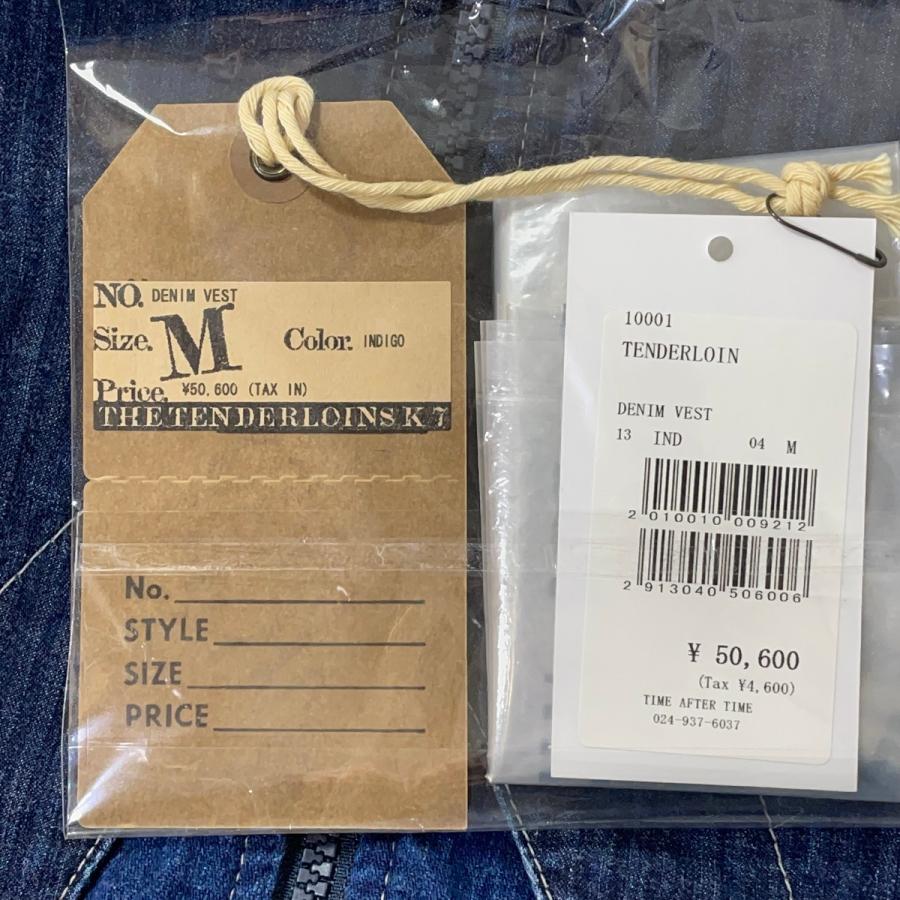 NO. DENIM VEST
Size. M Color. INDIGO
Price. ¥50,600 (TAX IN)
THE TENDERLOINS K 7
No.
STYLE
SIZE
PRICE
10001
TENDERLOIN
DENIM VEST
13 IND 04 M
2 010010 009212
2 913040 506006
¥ 50,600
(Tax ¥4,600)
TIME AFTER TIME
024-937-6037